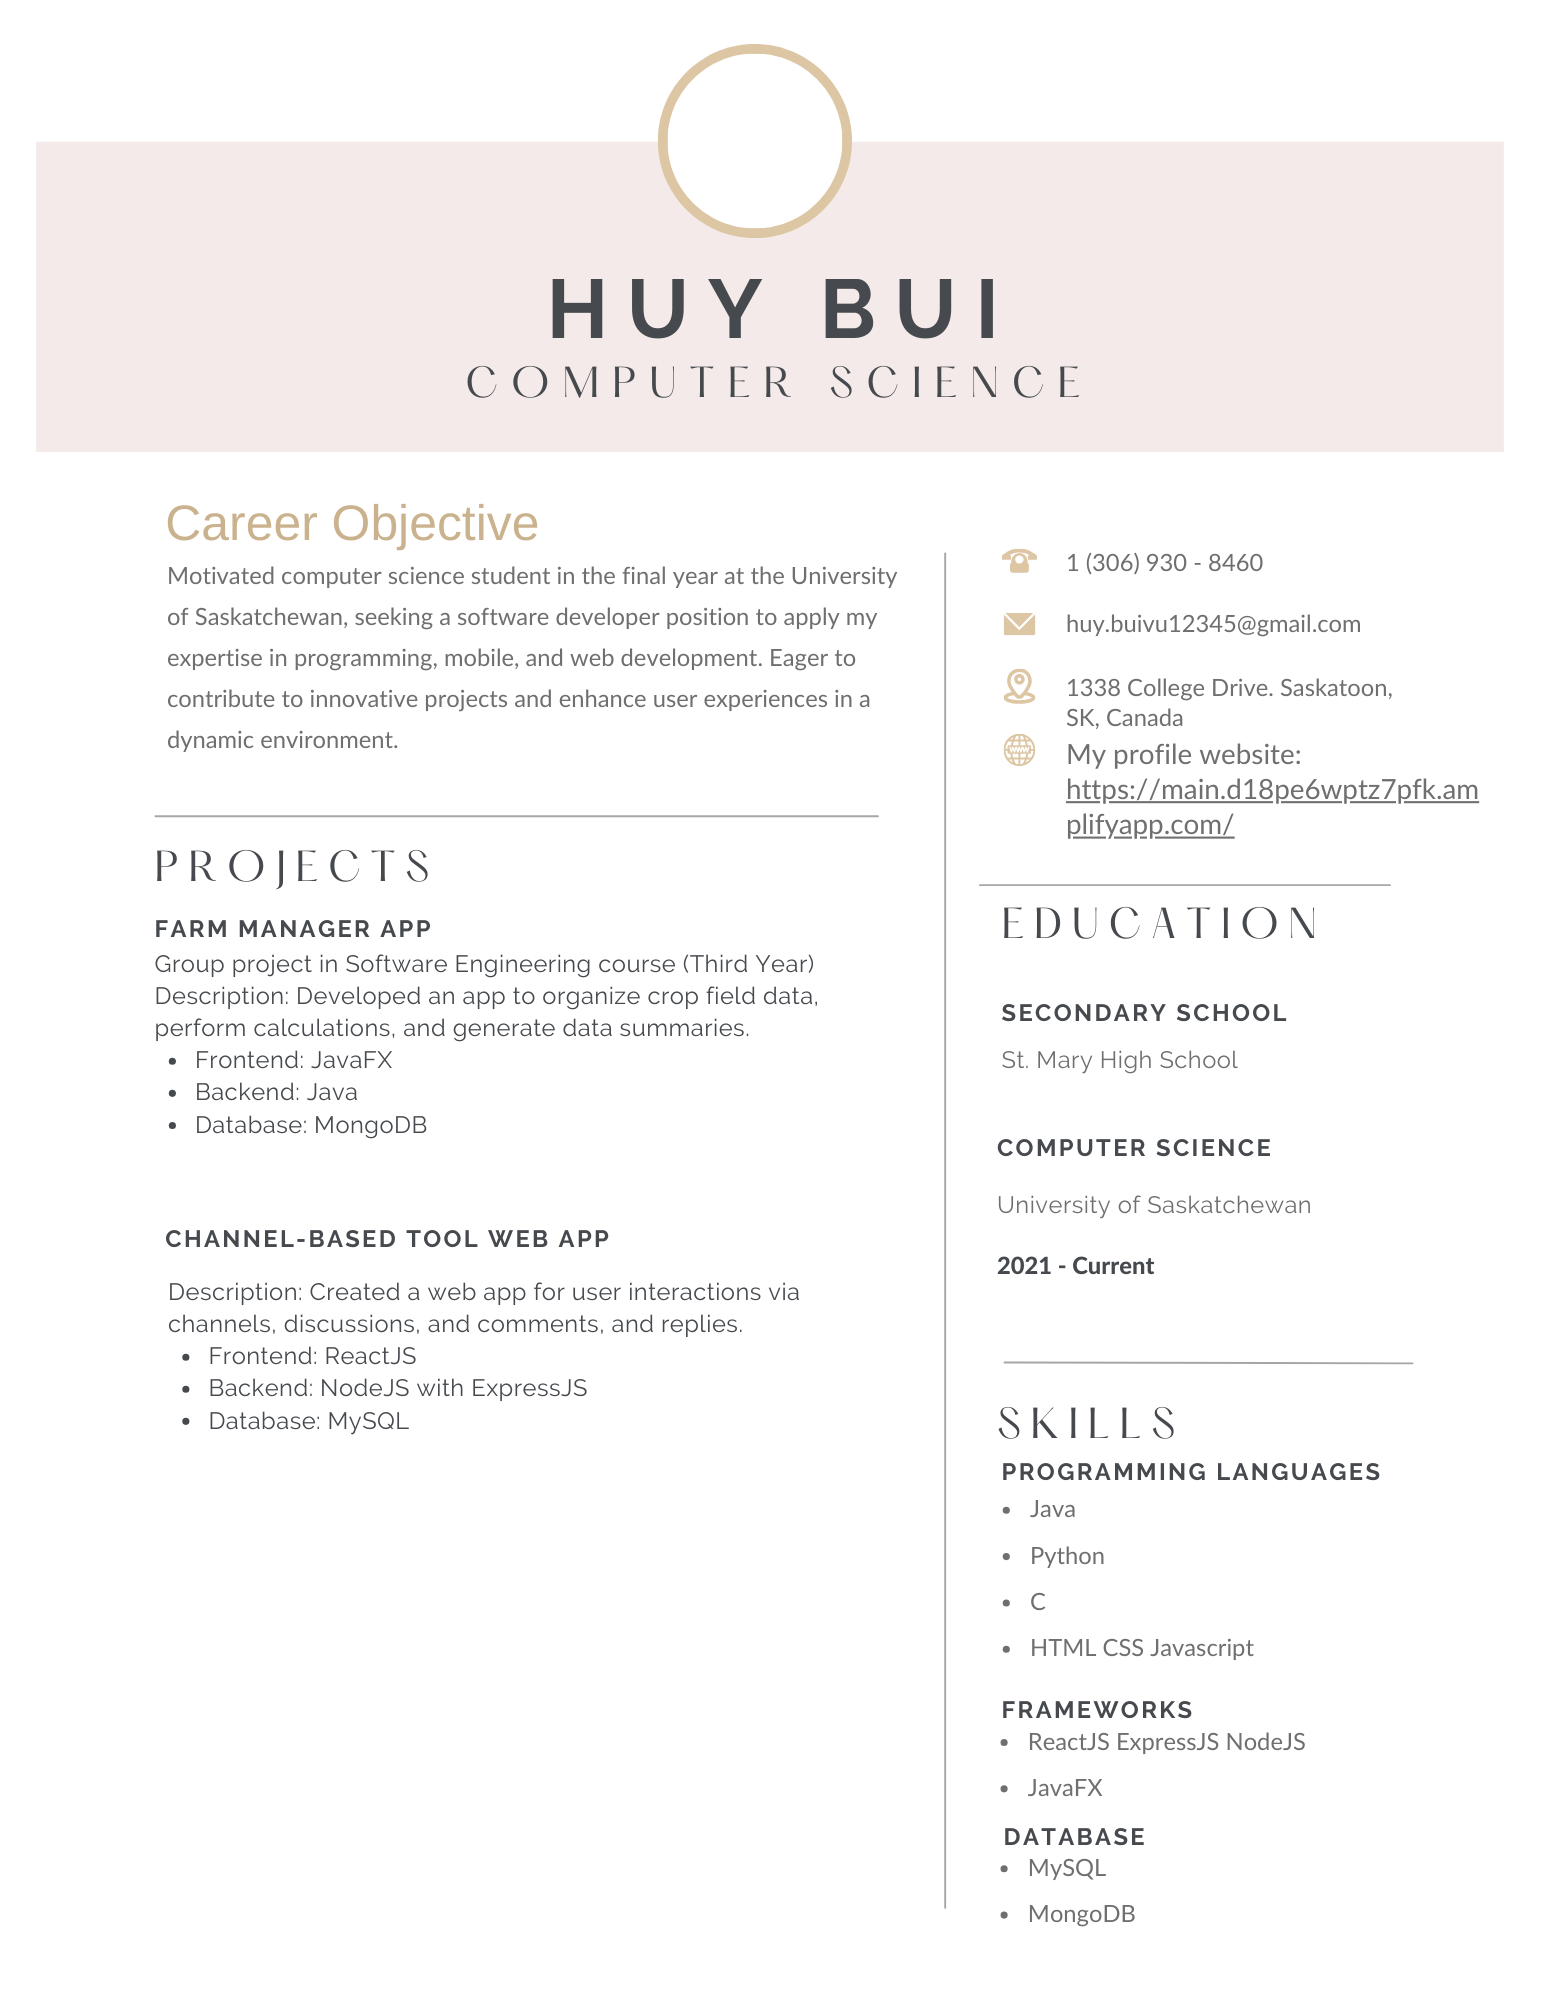 HUY BUI
COMPUTER SCIENCE
Career Objective
Motivated computer science student in the final year at the University
of Saskatchewan, seeking a software developer position to apply my
expertise in programming, mobile, and web development. Eager to
contribute to innovative projects and enhance user experiences in a
dynamic environment.
PROJECTS
FARM MANAGER APP
Group project in Software Engineering course (Third Year)
Description: Developed an app to organize crop field data,
perform calculations, and generate data summaries.
• Frontend: JavaFX
• Backend: Java
• Database: MongoDB
CHANNEL-BASED TOOL WEB APP
Description: Created a web app for user interactions via
channels, discussions, and comments, and replies.
• Frontend: ReactJS
• Backend: NodeJS with ExpressJS
• Database: MySQL
1 (306) 930 - 8460
huy.buivu12345@gmail.com
1338 College Drive. Saskatoon,
SK, Canada
My profile website:
https://main.d18pe6wptz7pfk.am
plifyapp.com/
EDUCATION
SECONDARY SCHOOL
St. Mary High School
COMPUTER SCIENCE
University of Saskatchewan
2021 - Current
SKILLS
PROGRAMMING LANGUAGES
• Java
• Python
• C
• HTML CSS Javascript
FRAMEWORKS
• ReactJS ExpressJS NodeJS
• JavaFX
DATABASE
• MySQL
• MongoDB